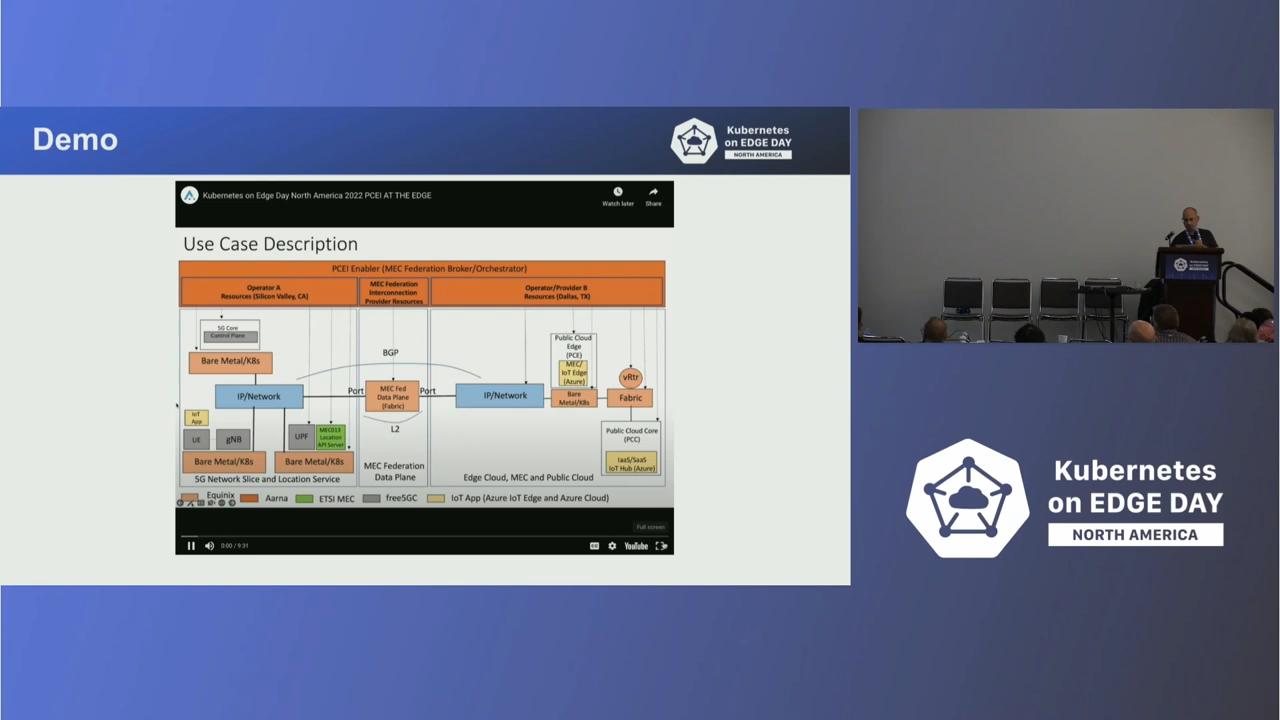 Demo
Kubernetes
on EDGE DAY
NORTH AMERICA
Kubernetes on Edge Day North America 2022 PCEI AT THE EDGE
Watch later
Share
Use Case Description
PCEI Enabler (MEC Federation Broker/Orchestrator)
Operator A
Resources (Silicon Valley, CA)
MEC Federation
Interconnection
Provider Resources
Operator/Provider B
Resources (Dallas, TX)
5G Core
Control Plane
Bare Metal/K8s
IP/Network
IoT
App
UE
gNB
UPF
MEC013
Location
API Server
Bare Metal/K8s
Bare Metal/K8s
5G Network Slice and Location Service
BGP
Port
MEC Fed
Data Plane
(Fabric)
Port
L2
MEC Federation
Data Plane
IP/Network
Public Cloud
Edge
(PCE)
MEC/
IoT Edge
(Azure)
Bare
Metal/K8s
vRtr
Fabric
Public Cloud Core
(PCC)
IaaS/SaaS
IoT Hub (Azure)
Edge Cloud, MEC and Public Cloud
Equinix
Aarna
ETSI MEC
free5GC
IoT App (Azure IoT Edge and Azure Cloud)
Full screen
0:00 / 9:31
CC
YouTube
Kubernetes
on EDGE DAY
NORTH AMERICA